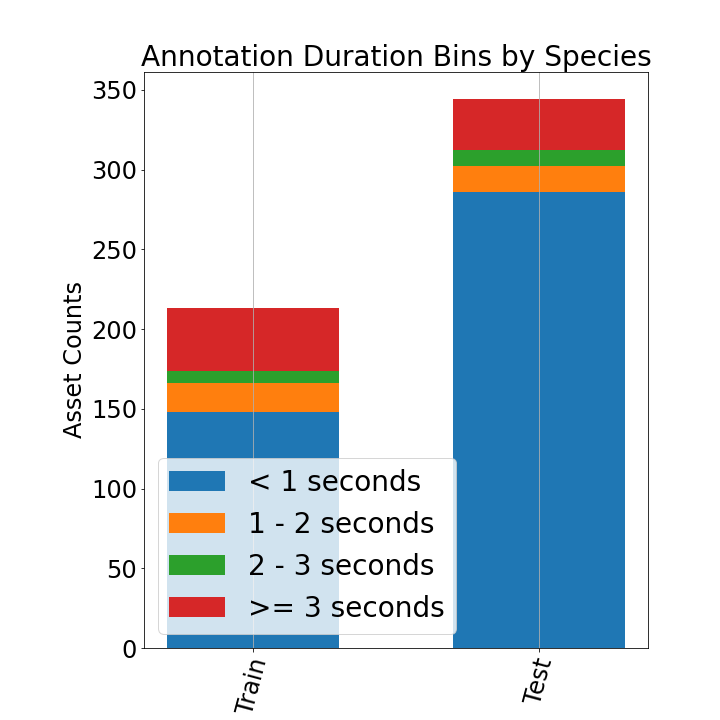 Annotation Duration Bins by Species
350
300
250
200
150
100
50
0
Asset Counts
< 1 seconds
1 - 2 seconds
2 - 3 seconds
>= 3 seconds
Train
Test